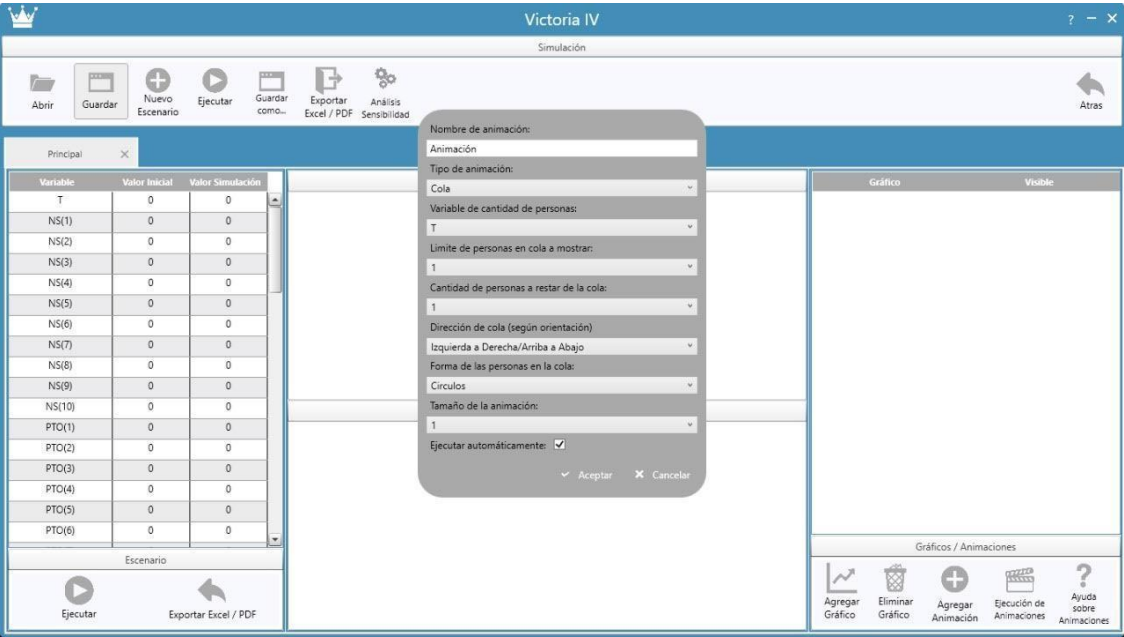 Victoria IV
?
Simulación
Abrir
Guardar
Nuevo
Escenario
Ejecutar
Guardar
como...
Exportar
Excel / PDF
Análisis
Sensibilidad
Atras
Principal
Variable Valor Inicial Valor Simulación
T 0 0
NS(1) 0 0
NS(2) 0 0
NS(3) 0 0
NS(4) 0 0
NS(5) 0 0
NS(6) 0 0
NS(7) 0 0
NS(8) 0 0
NS(9) 0 0
NS(10) 0 0
PTO(1) 0 0
PTO(2) 0 0
PTO(3) 0 0
PTO(4) 0 0
PTO(5) 0 0
PTO(6) 0 0
Escenario
Ejecutar
Exportar Excel / PDF
Nombre de animación:
Animación
Tipo de animación:
Cola
Variable de cantidad de personas:
T
Limite de personas en cola a mostrar:
1
Cantidad de personas a restar de la cola:
1
Dirección de cola (según orientación)
Izquierda a Derecha/Arriba a Abajo
Forma de las personas en la cola:
Circulos
Tamaño de la animación:
1
Ejecutar automáticamente:
Aceptar
Cancelar
Gráfico Visible
Gráficos / Animaciones
Agregar
Gráfico
Eliminar
Gráfico
Agregar
Animación
Ejecución de
Animaciones
?
Ayuda
sobre
Animaciones